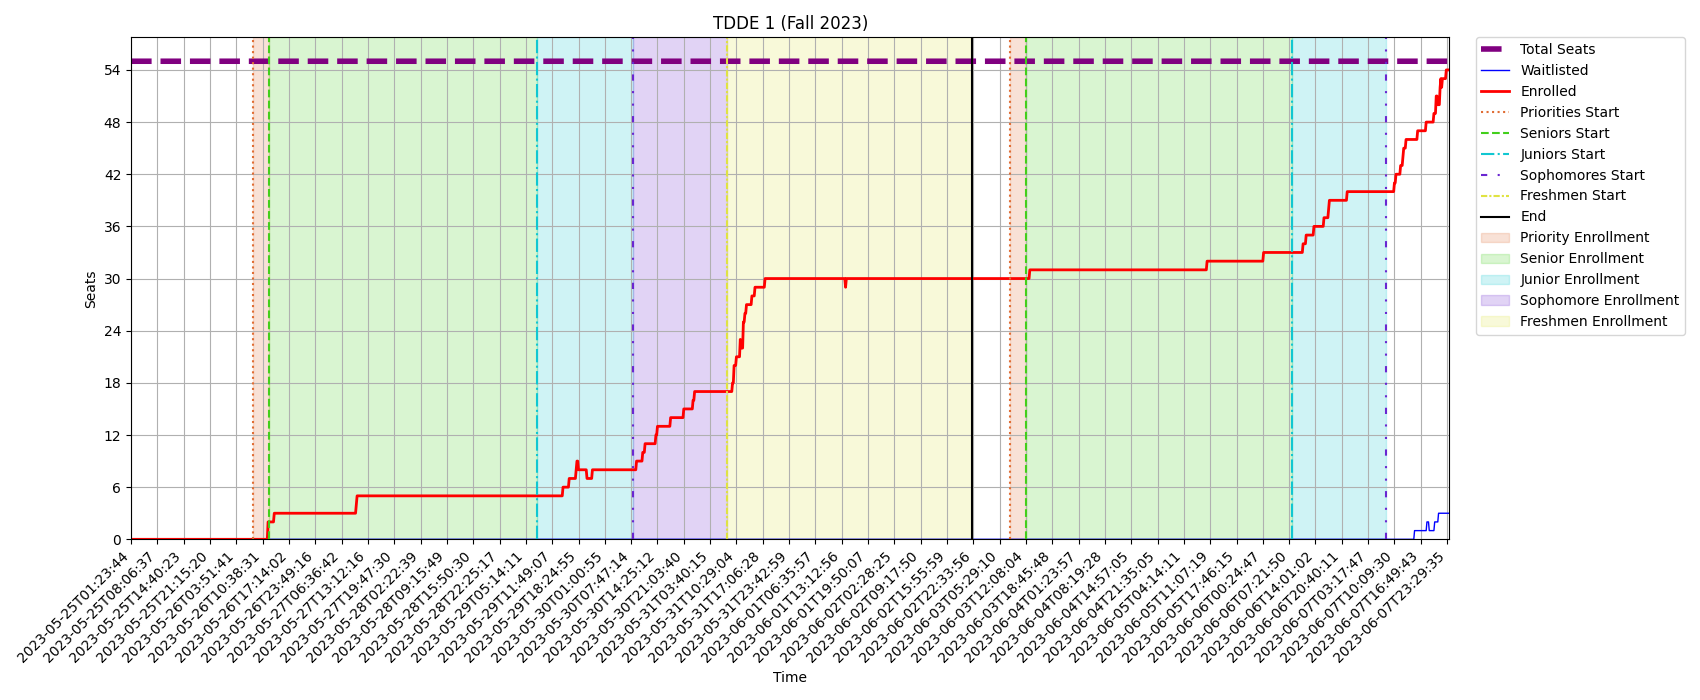 TDDE 1 (Fall 2023)
Total Seats
Waitlisted
Enrolled
Priorities Start
Seniors Start
Juniors Start
Sophomores Start
Freshmen Start
End
Priority Enrollment
Senior Enrollment
Junior Enrollment
Sophomore Enrollment
Freshmen Enrollment
Seats
54
48
42
36
30
24
18
12
6
0
2023-05-25T01:23:44
2023-05-25T08:06:37
2023-05-25T14:40:23
2023-05-25T21:15:20
2023-05-26T03:51:41
2023-05-26T10:38:31
2023-05-26T17:14:02
2023-05-26T23:49:16
2023-05-27T06:36:42
2023-05-27T13:12:16
2023-05-27T19:47:30
2023-05-28T02:22:39
2023-05-28T09:15:49
2023-05-28T15:50:30
2023-05-28T22:25:17
2023-05-29T05:14:11
2023-05-29T11:49:07
2023-05-29T18:24:55
2023-05-30T01:00:55
2023-05-30T07:47:14
2023-05-30T14:25:12
2023-05-30T21:03:40
2023-05-31T03:40:15
2023-05-31T10:29:04
2023-05-31T17:06:28
2023-05-31T23:42:59
2023-06-01T06:35:57
2023-06-01T13:12:56
2023-06-01T19:50:07
2023-06-02T02:28:25
2023-06-02T09:17:50
2023-06-02T15:55:59
2023-06-02T22:33:56
2023-06-03T05:29:10
2023-06-03T12:08:04
2023-06-03T18:45:48
2023-06-04T01:23:57
2023-06-04T08:19:28
2023-06-04T14:57:05
2023-06-04T21:35:05
2023-06-05T04:14:11
2023-06-05T11:07:19
2023-06-05T17:46:15
2023-06-06T00:24:47
2023-06-06T07:21:50
2023-06-06T14:01:02
2023-06-06T20:40:11
2023-06-07T03:17:47
2023-06-07T10:09:30
2023-06-07T16:49:43
2023-06-07T23:29:35
Time